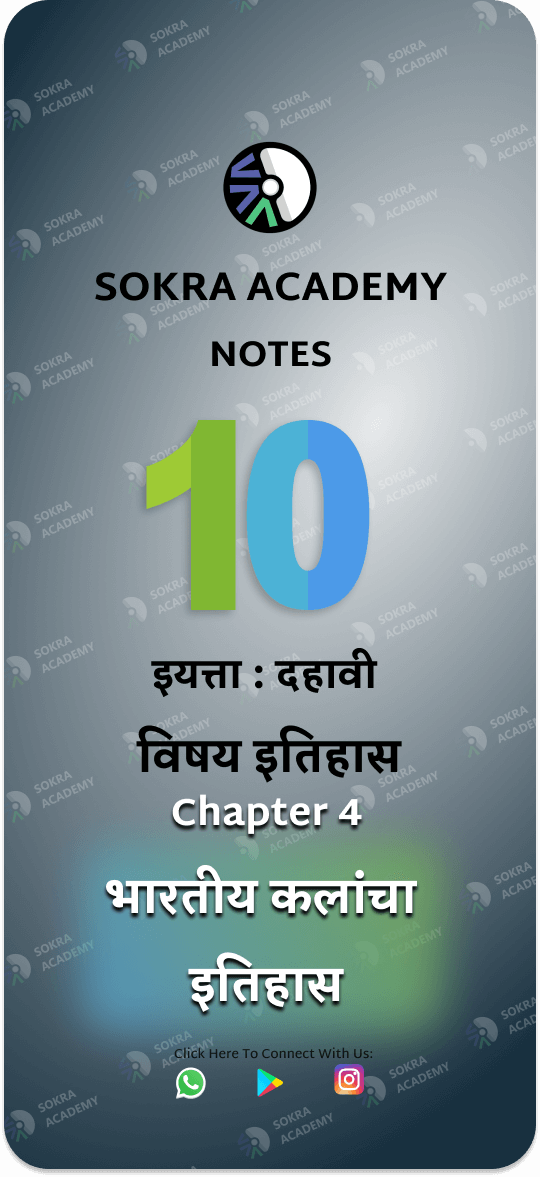 SOKRA ACADEMY
NOTES
10
इयत्ता : दहावी
विषय इतिहास
Chapter 4
भारतीय कलांचा
इतिहास
Click Here To Connect With Us: